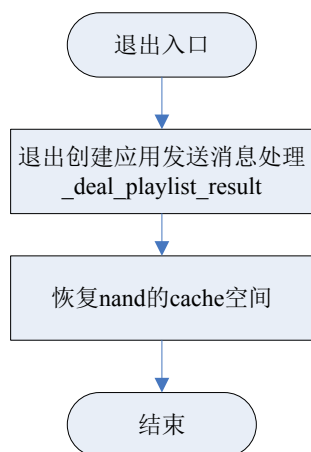 退出入口
退出创建应用发送消息处理
_deal_playlist_result
恢复nand的cache空间
结束